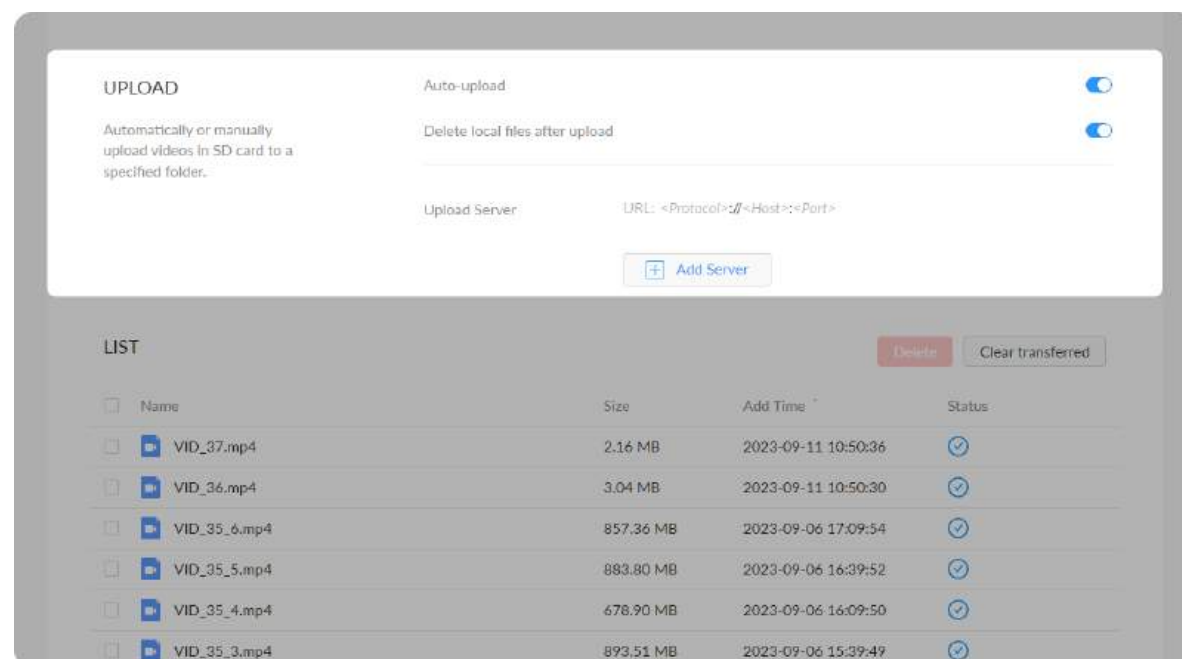 UPLOAD
Automatically or manually
upload videos in SD card to a
specified folder.
Auto-upload
Delete local files after upload
Upload Server
URL: <Protocol>://<Host>:<Port>
Add Server
LIST
Delete
Clear transferred
Name Size Add Time Status
VID_37.mp4 2.16 MB 2023-09-11 10:50:36
VID_36.mp4 3.04 MB 2023-09-11 10:50:30
VID_35_6.mp4 857.36 MB 2023-09-06 17:09:54
VID_35_5.mp4 883.80 MB 2023-09-06 16:39:52
VID_35_4.mp4 678.90 MB 2023-09-06 16:09:50
VID_35_3.mp4 893.51 MB 2023-09-06 15:39:49